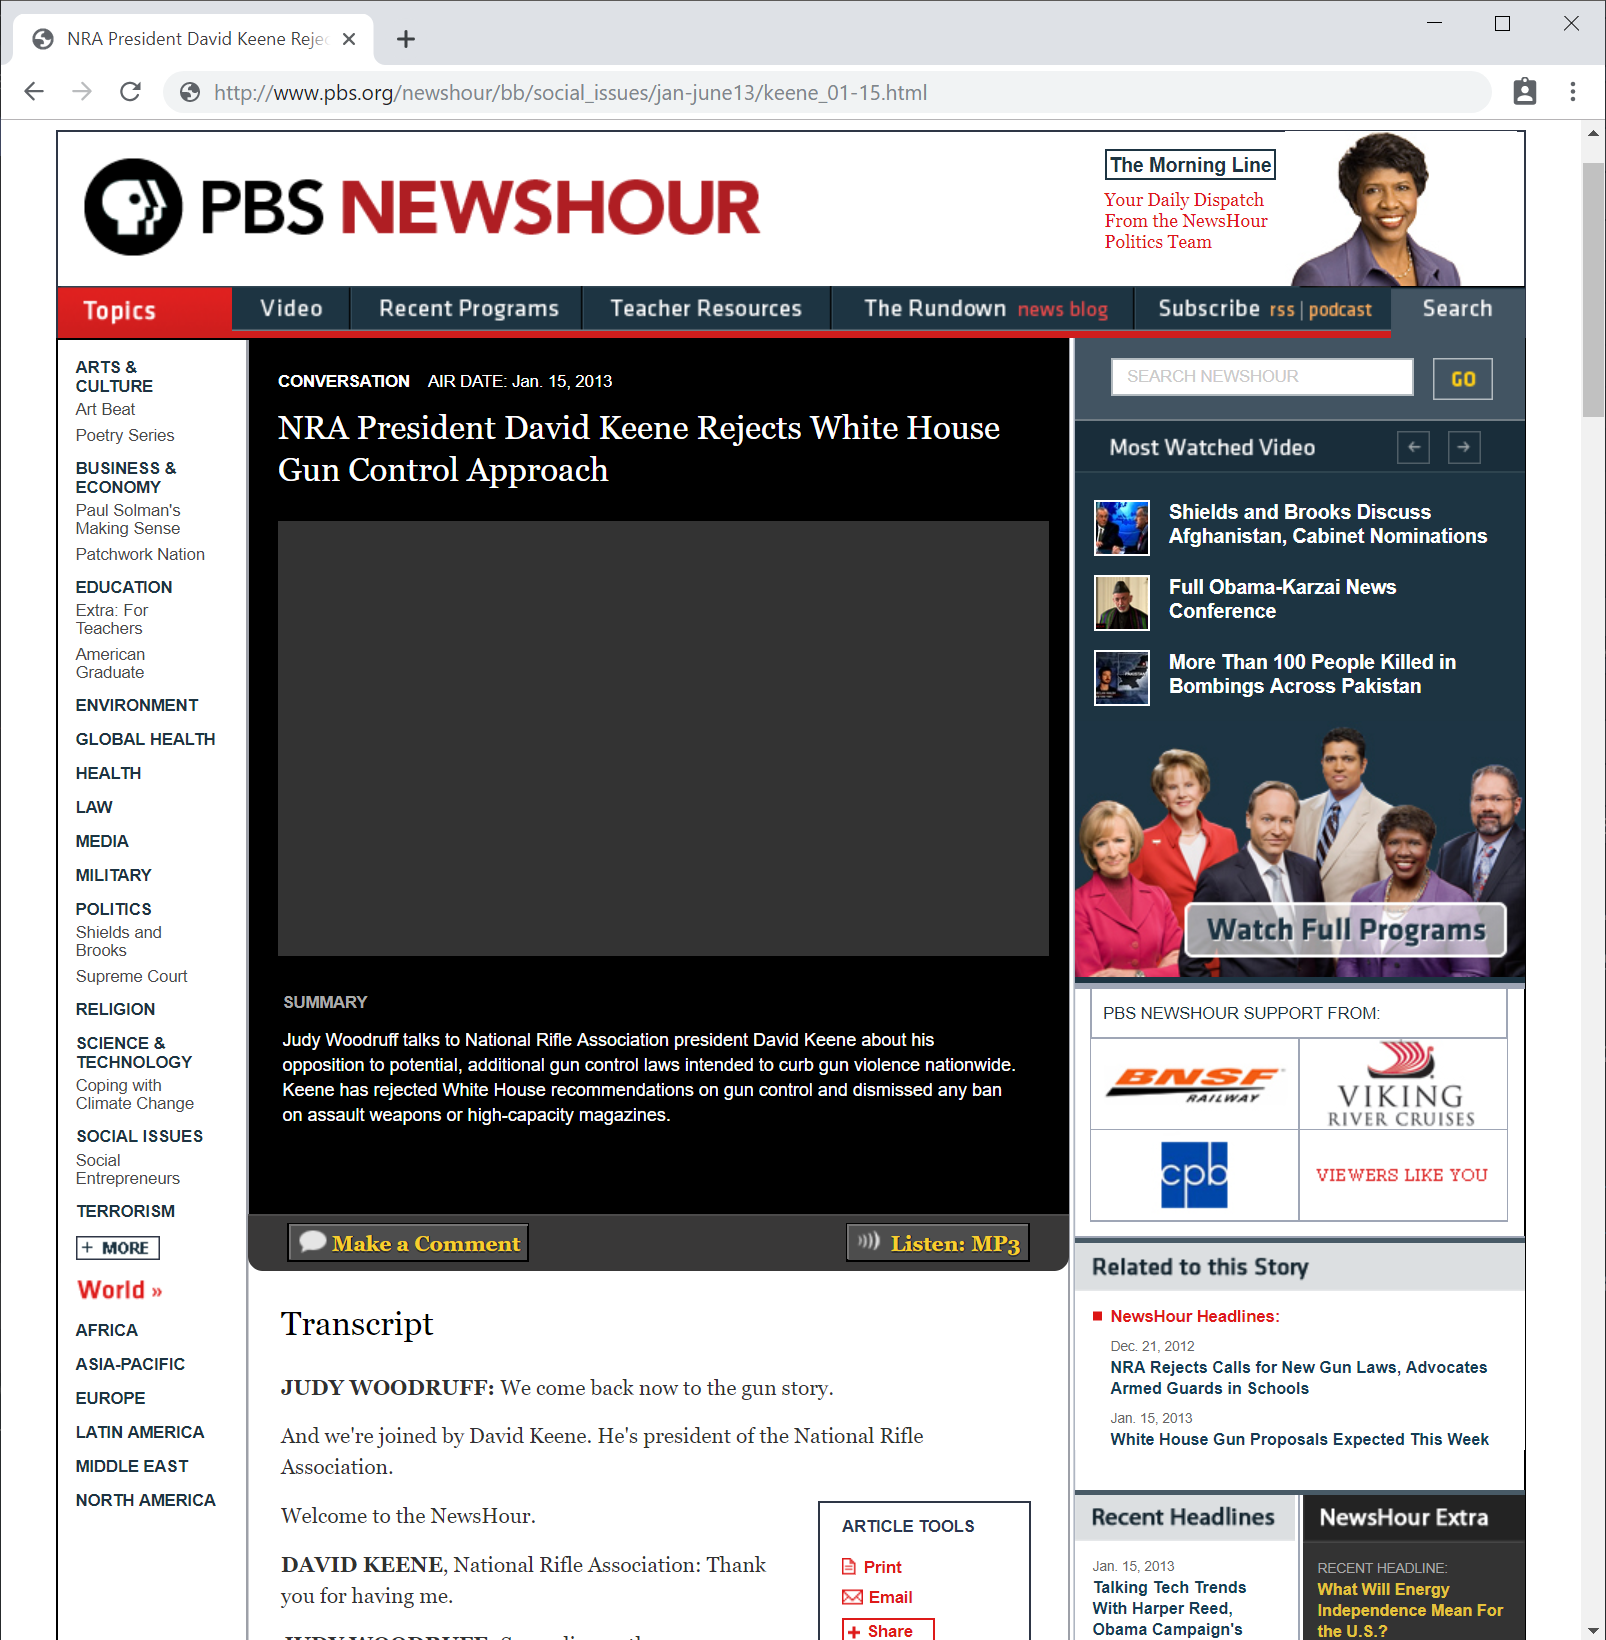 NRA President David Keene Reje
http://www.pbs.org/newshour/bb/social_issues/jan-june13/keene_01-15.html
PBS NEWSHOUR
The Morning Line
Your Daily Dispatch
From the NewsHour
Politics Team
Topics
Video
Recent Programs
Teacher Resources
The Rundown news blog
Subscribe rss | podcast
Search
ARTS &
CULTURE
Art Beat
Poetry Series
BUSINESS &
ECONOMY
Paul Solman's
Making Sense
Patchwork Nation
EDUCATION
Extra: For
Teachers
American
Graduate
ENVIRONMENT
GLOBAL HEALTH
HEALTH
LAW
MEDIA
MILITARY
POLITICS
Shields and
Brooks
Supreme Court
RELIGION
SCIENCE &
TECHNOLOGY
Coping with
Climate Change
SOCIAL ISSUES
Social
Entrepreneurs
TERRORISM
+ MORE
World »
AFRICA
ASIA-PACIFIC
EUROPE
LATIN AMERICA
MIDDLE EAST
NORTH AMERICA
CONVERSATION AIR DATE: Jan. 15, 2013
NRA President David Keene Rejects White House
Gun Control Approach
SUMMARY
Judy Woodruff talks to National Rifle Association president David Keene about his
opposition to potential, additional gun control laws intended to curb gun violence nationwide.
Keene has rejected White House recommendations on gun control and dismissed any ban
on assault weapons or high-capacity magazines.
Make a Comment
Listen: MP3
Transcript
JUDY WOODRUFF: We come back now to the gun story.
And we're joined by David Keene. He's president of the National Rifle
Association.
Welcome to the NewsHour.
DAVID KEENE, National Rifle Association: Thank
you for having me.
ARTICLE TOOLS
Print
Email
+ Share
SEARCH NEWSHOUR
GO
Most Watched Video
Shields and Brooks Discuss
Afghanistan, Cabinet Nominations
Full Obama-Karzai News
Conference
More Than 100 People Killed in
Bombings Across Pakistan
Watch Full Programs
PBS NEWSHOUR SUPPORT FROM:
BNSF
RAILWAY
VIKING
RIVER CRUISES
cpb
VIEWERS LIKE YOU
Related to this Story
NewsHour Headlines:
Dec. 21, 2012
NRA Rejects Calls for New Gun Laws, Advocates
Armed Guards in Schools
Jan. 15, 2013
White House Gun Proposals Expected This Week
Recent Headlines
Jan. 15, 2013
Talking Tech Trends
With Harper Reed,
Obama Campaign's
NewsHour Extra
RECENT HEADLINE:
What Will Energy
Independence Mean For
the U.S.?